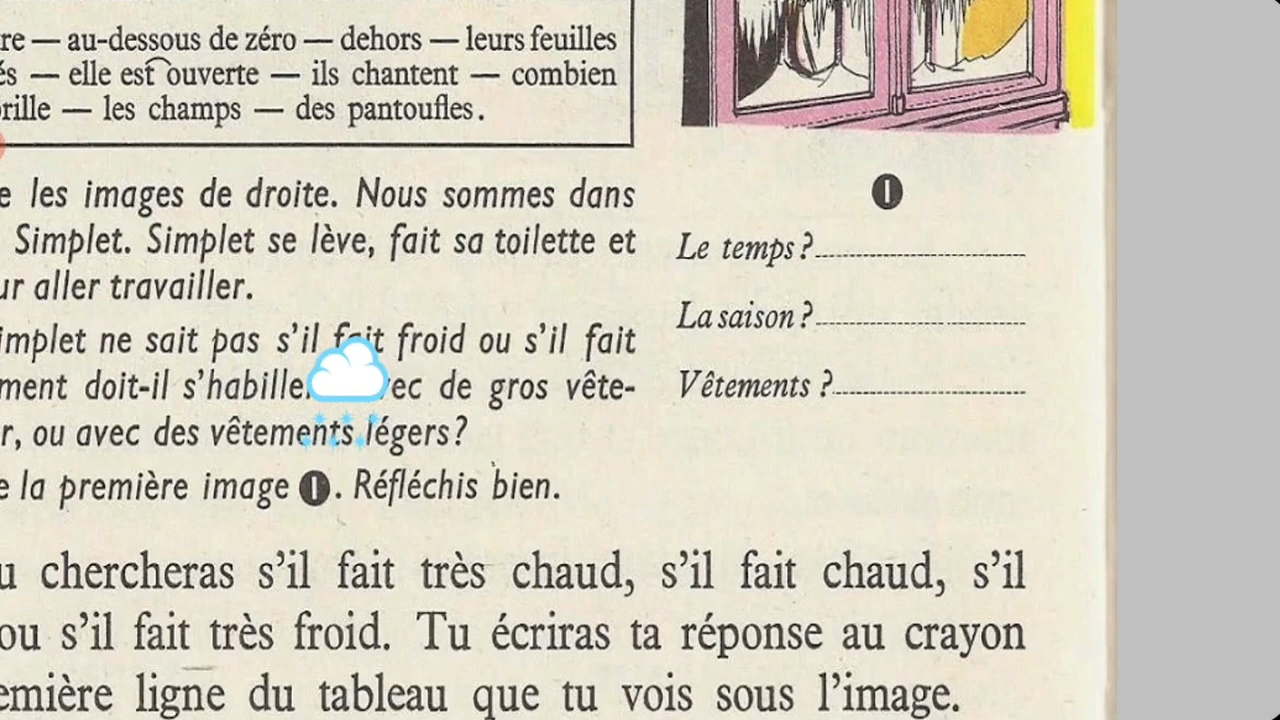 re — au-dessous de zéro — dehors — leurs feuilles
és — elle est ouverte — ils chantent — combien
rille — les champs — des pantoufles.
e les images de droite. Nous sommes dans
Simplet. Simplet se lève, fait sa toilette et
ur aller travailler.
implet ne sait pas s'il fait froid ou s'il fait
ment doit-il s'habiller vec de gros vête-
r, ou avec des vêtements légers?
e la première image 1. Réfléchis bien.
1
Le temps?
La saison?
Vêtements?
u chercheras s'il fait très chaud, s'il fait chaud, s'il
ou s'il fait très froid. Tu écriras ta réponse au crayon
emière ligne du tableau que tu vois sous l'image.